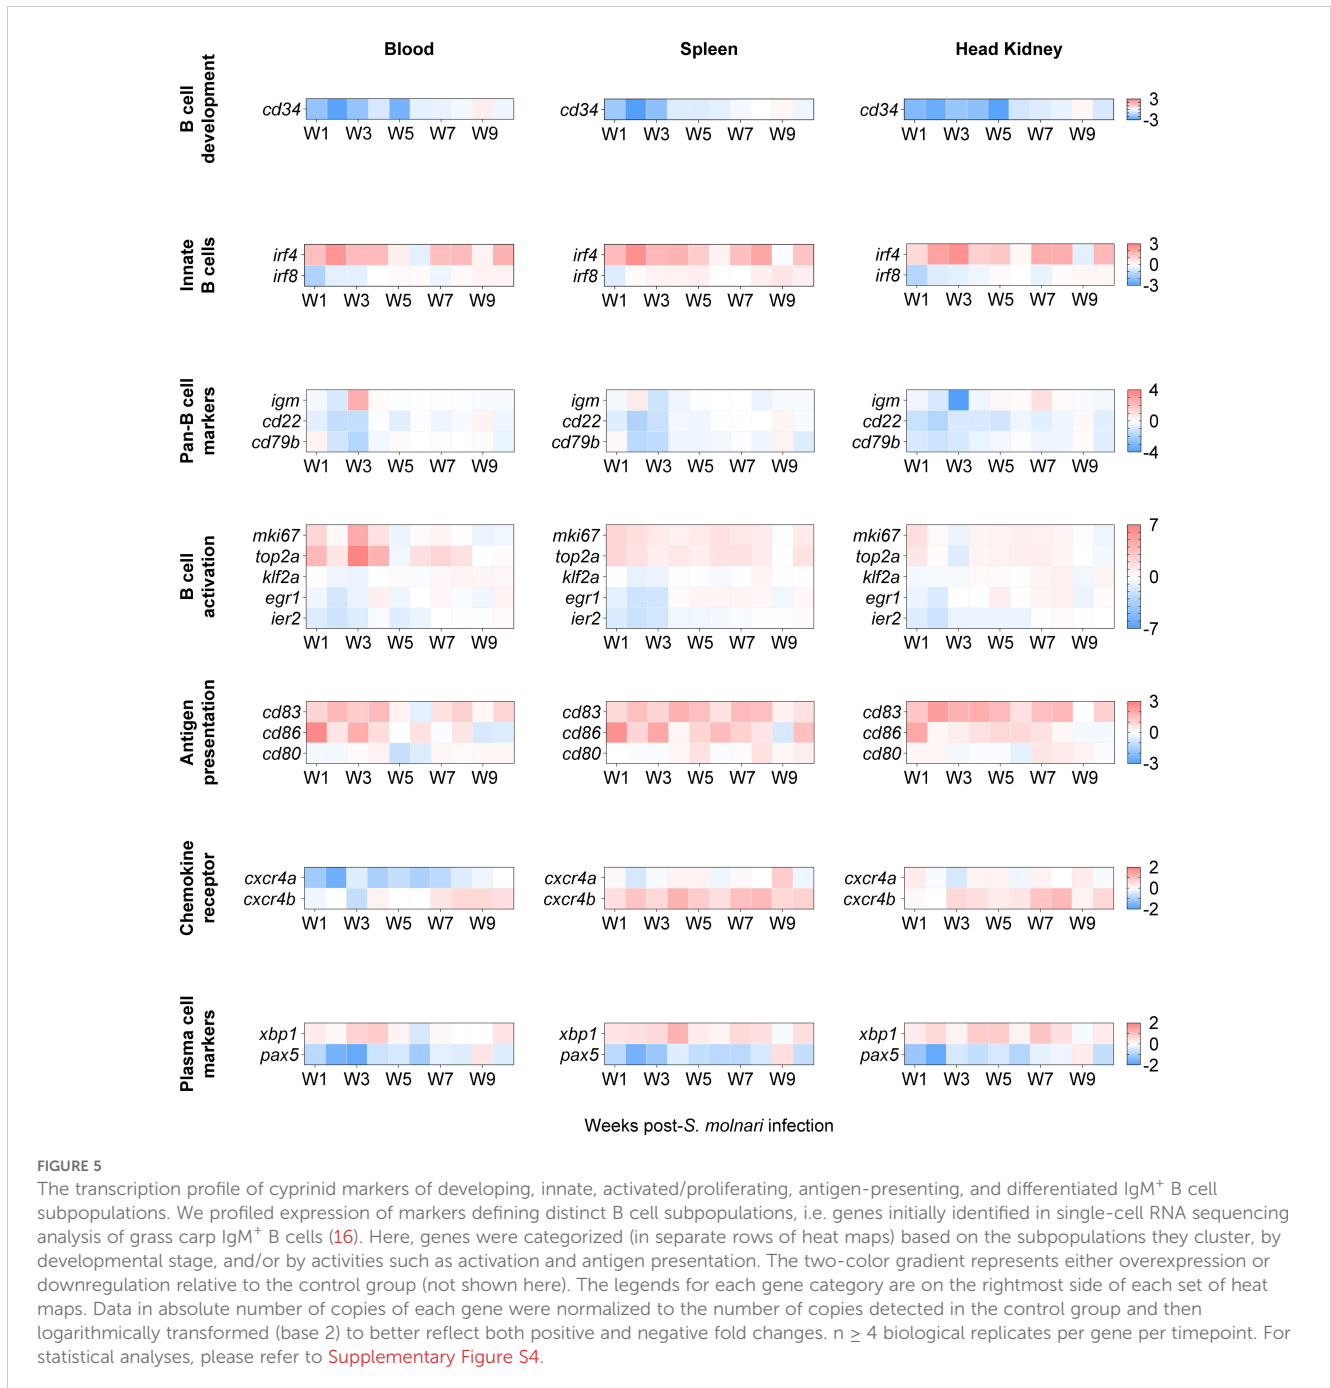 Blood Spleen Head Kidney
B cell
development
cd34 cd34 cd34
3
-3
W1 W3 W5 W7 W9 W1 W3 W5 W7 W9 W1 W3 W5 W7 W9
Innate
B cells
irf4 irf4 irf4
irf8 irf8 irf8
3
0
-3
W1 W3 W5 W7 W9 W1 W3 W5 W7 W9 W1 W3 W5 W7 W9
Pan-B cell
markers
igm igm igm
cd22 cd22 cd22
cd79b cd79b cd79b
4
0
-4
W1 W3 W5 W7 W9 W1 W3 W5 W7 W9 W1 W3 W5 W7 W9
B cell
activation
mki67 mki67 mki67
top2a top2a top2a
klf2a klf2a klf2a
egr1 egr1 egr1
ier2 ier2 ier2
7
0
-7
W1 W3 W5 W7 W9 W1 W3 W5 W7 W9 W1 W3 W5 W7 W9
Antigen
presentation
cd83 cd83 cd83
cd86 cd86 cd86
cd80 cd80 cd80
3
0
-3
W1 W3 W5 W7 W9 W1 W3 W5 W7 W9 W1 W3 W5 W7 W9
Chemokine
receptor
cxcr4a cxcr4a cxcr4a
cxcr4b cxcr4b cxcr4b
2
0
-2
W1 W3 W5 W7 W9 W1 W3 W5 W7 W9 W1 W3 W5 W7 W9
Plasma cell
markers
xbp1 xbp1 xbp1
pax5 pax5 pax5
2
0
-2
W1 W3 W5 W7 W9 W1 W3 W5 W7 W9 W1 W3 W5 W7 W9
Weeks post-S. molnari infection
FIGURE 5
The transcription profile of cyprinid markers of developing, innate, activated/proliferating, antigen-presenting, and differentiated IgM+ B cell
subpopulations. We profiled expression of markers defining distinct B cell subpopulations, i.e. genes initially identified in single-cell RNA sequencing
analysis of grass carp IgM+ B cells (16). Here, genes were categorized (in separate rows of heat maps) based on the subpopulations they cluster, by
developmental stage, and/or by activities such as activation and antigen presentation. The two-color gradient represents either overexpression or
downregulation relative to the control group (not shown here). The legends for each gene category are on the rightmost side of each set of heat
maps. Data in absolute number of copies of each gene were normalized to the number of copies detected in the control group and then
logarithmically transformed (base 2) to better reflect both positive and negative fold changes. n ≥ 4 biological replicates per gene per timepoint. For
statistical analyses, please refer to Supplementary Figure S4.